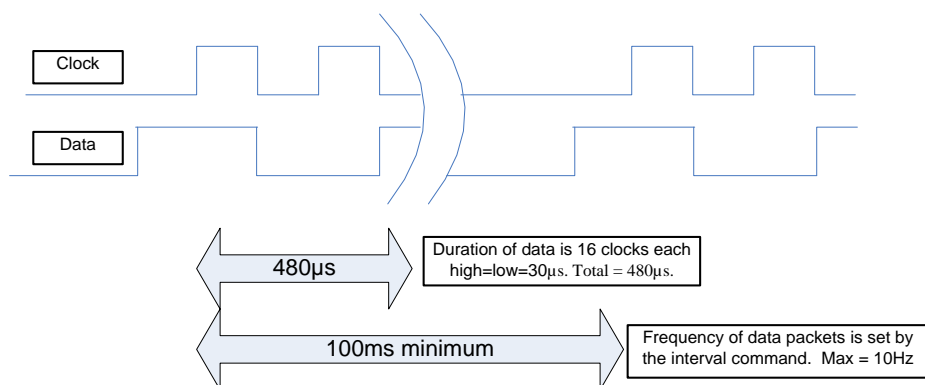 Clock
Data
480µs
Duration of data is 16 clocks each
high=low=30µs. Total = 480µs.
100ms minimum
Frequency of data packets is set by
the interval command. Max = 10Hz